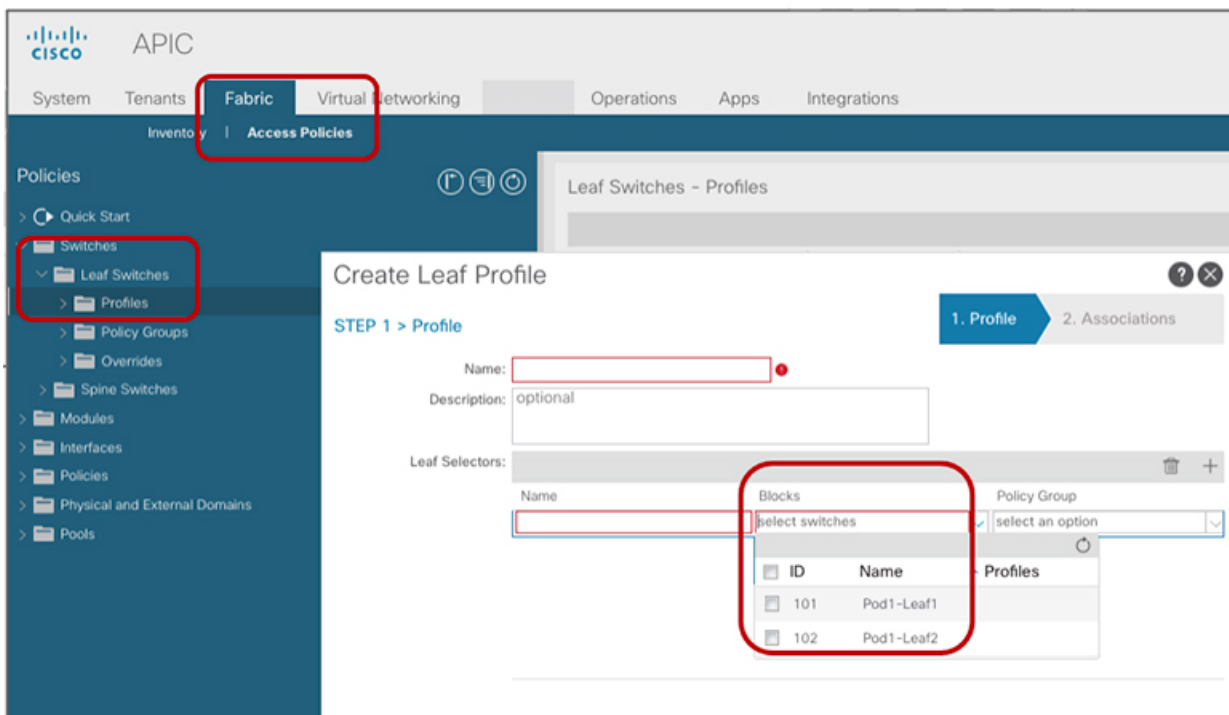 CISCO
APIC
System Tenants Fabric Virtual Networking Operations Apps Integrations
Inventory | Access Policies
Policies
Quick Start
Switches
Leaf Switches
Profiles
Policy Groups
Overrides
Spine Switches
Modules
Interfaces
Policies
Physical and External Domains
Pools
Leaf Switches - Profiles
Create Leaf Profile
STEP 1 > Profile
1. Profile 2. Associations
Name:
Description: optional
Leaf Selectors:
Name Blocks Policy Group
select switches select an option
ID Name Profiles
101 Pod1-Leaf1
102 Pod1-Leaf2